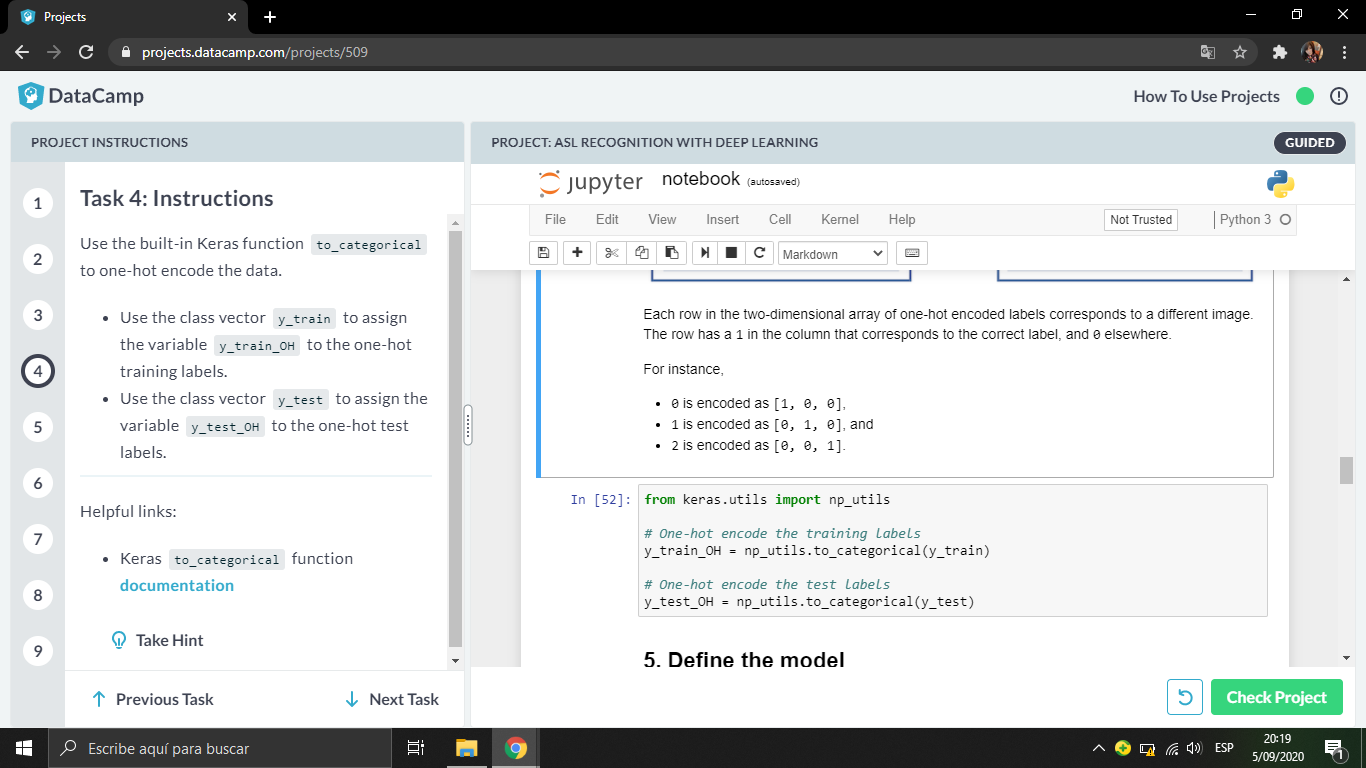 Projects
projects.datacamp.com/projects/509
DataCamp
How To Use Projects
PROJECT INSTRUCTIONS
PROJECT: ASL RECOGNITION WITH DEEP LEARNING
GUIDED
1
2
3
4
5
6
7
8
9
Task 4: Instructions
Use the built-in Keras function to_categorical
to one-hot encode the data.
• Use the class vector y_train to assign
the variable y_train_OH to the one-hot
training labels.
• Use the class vector y_test to assign the
variable y_test_OH to the one-hot test
labels.
Helpful links:
• Keras to_categorical function
documentation
Take Hint
Previous Task
Next Task
jupyter notebook (autosaved)
File Edit View Insert Cell Kernel Help
Not Trusted
Python 3
Markdown
Each row in the two-dimensional array of one-hot encoded labels corresponds to a different image.
The row has a 1 in the column that corresponds to the correct label, and 0 elsewhere.
For instance,
• 0 is encoded as [1, 0, 0],
• 1 is encoded as [0, 1, 0], and
• 2 is encoded as [0, 0, 1].
In [52]: from keras.utils import np_utils
# One-hot encode the training labels
y_train_OH = np_utils.to_categorical(y_train)
# One-hot encode the test labels
y_test_OH = np_utils.to_categorical(y_test)
5. Define the model
Check Project
Escribe aquí para buscar
ESP
20:19
5/09/2020
1